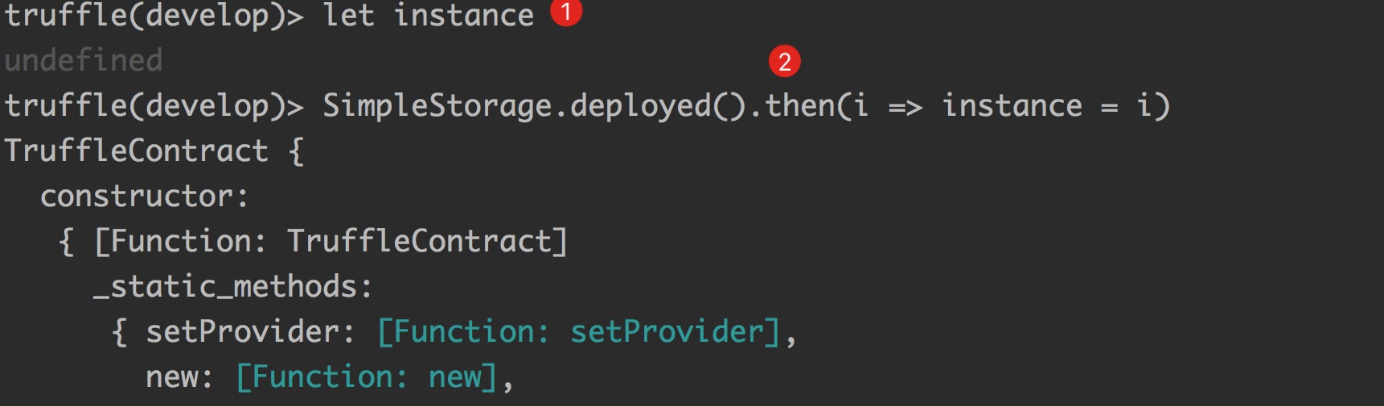 truffle(develop)> let instance 1
undefined
2
truffle(develop)> SimpleStorage.deployed().then(i => instance = i)
TruffleContract {
  constructor:
   { [Function: TruffleContract]
     _static_methods:
      { setProvider: [Function: setProvider],
        new: [Function: new],